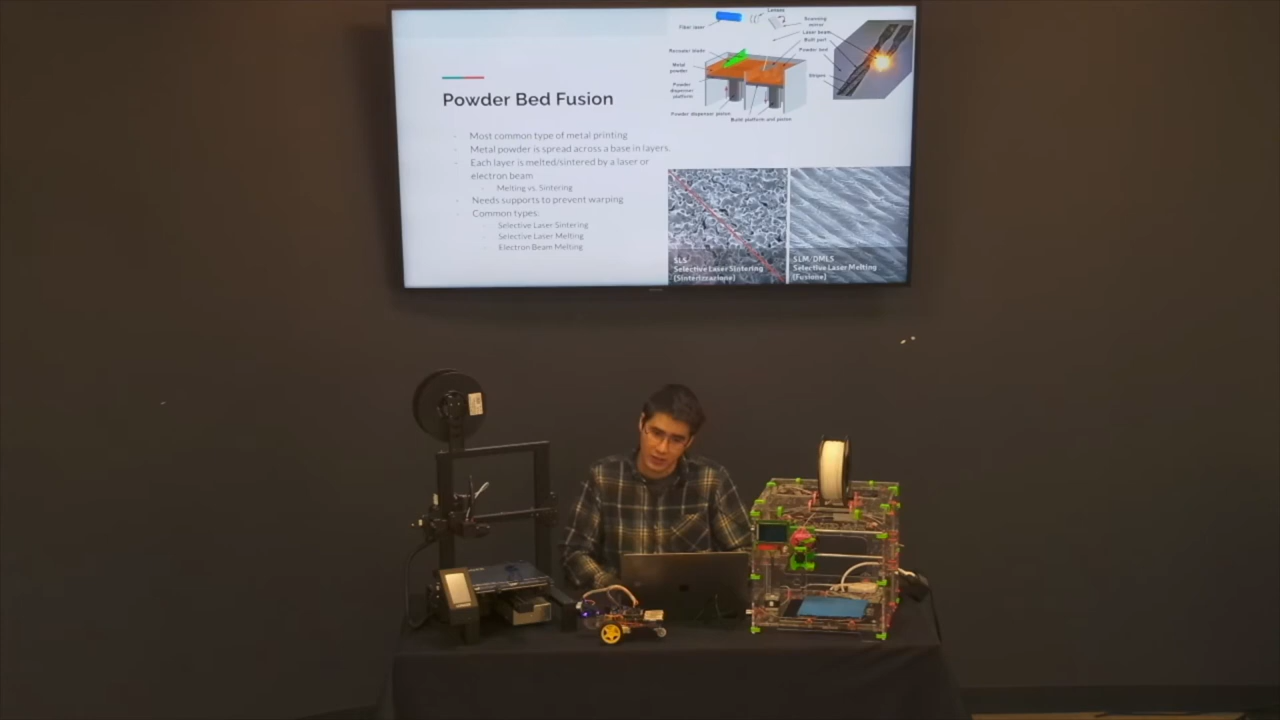 Powder Bed Fusion
- Most common type of metal printing
- Metal powder is spread across a base in layers.
- Each layer is melted/sintered by a laser or
electron beam
- Melting vs. Sintering
- Needs supports to prevent warping
Common types:
- Selective Laser Sintering
- Selective Laser Melting
- Electron Beam Melting
Fiber laser
Lenses
Scanning
mirror
Laser beam
Built part
Powder bed
Stripes
Recoater blade
Metal
powder
Powder
dispenser
platform
Powder dispenser piston
Build platform and piston
SLS
Selective Laser Sintering
(Sinterizzazione)
SLM/DMLS
Selective Laser Melting
(Fusione)